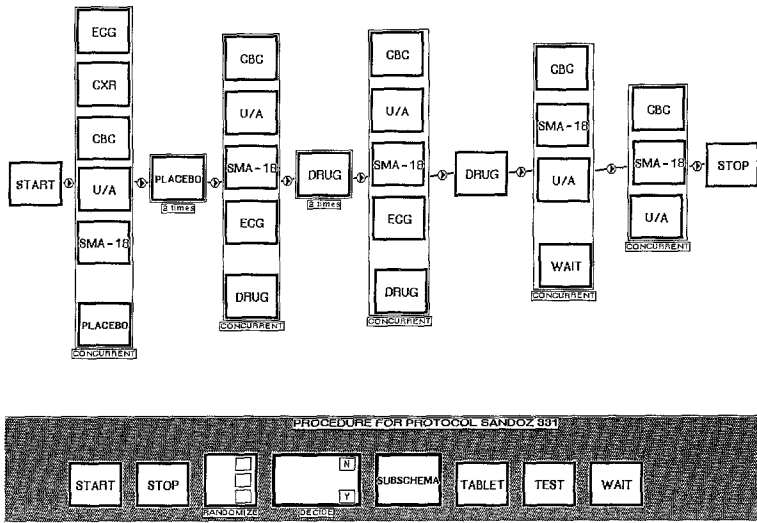 START
ECG
CXR
CBC
U/A
SMA-18
PLACEBO
CONCURRENT
PLACEBO
3 times
CBC
U/A
SMA-18
ECG
DRUG
CONCURRENT
DRUG
3 times
CBC
U/A
SMA-18
ECG
DRUG
CONCURRENT
DRUG
CBC
SMA-18
U/A
WAIT
CONCURRENT
CBC
SMA-18
U/A
CONCURRENT
STOP
PROCEDURE FOR PROTOCOL SANDOZ 331
START
STOP
RANDOMIZE
N
Y
DECIDE
SUBSCHEMA
TABLET
TEST
WAIT